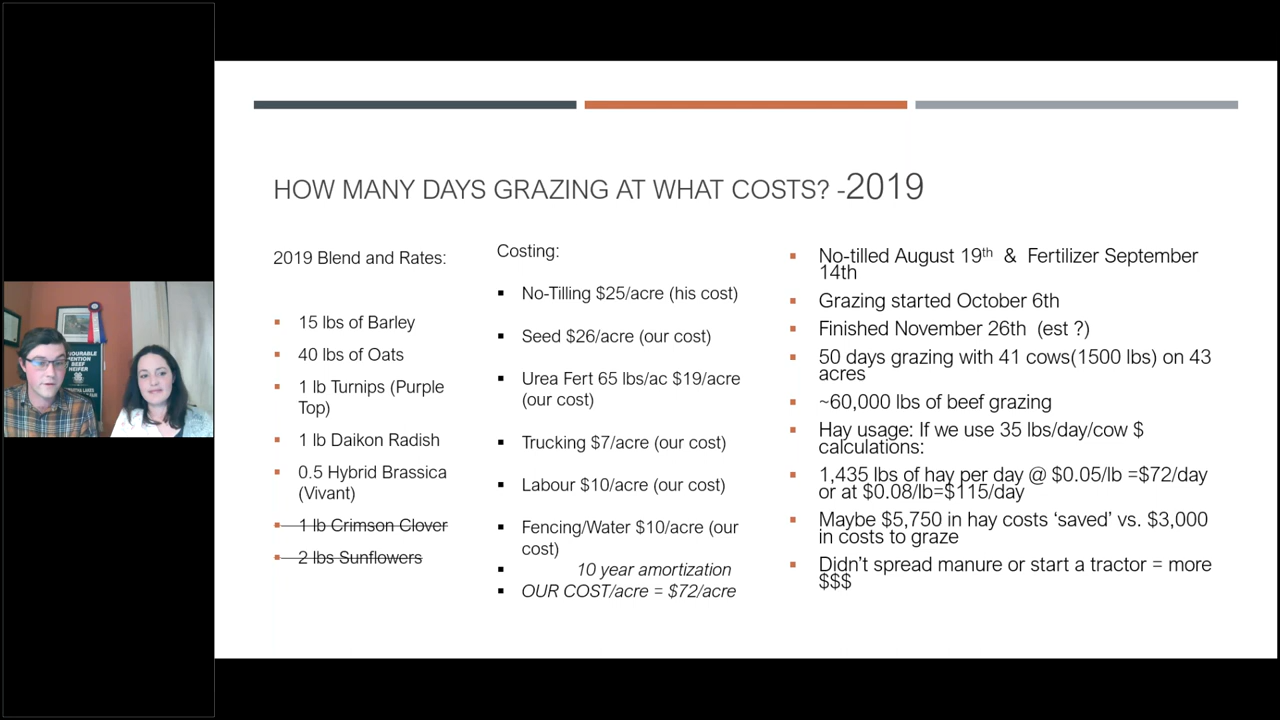 HOW MANY DAYS GRAZING AT WHAT COSTS? -2019
2019 Blend and Rates:
15 lbs of Barley
40 lbs of Oats
1 lb Turnips (Purple
Top)
1 lb Daikon Radish
0.5 Hybrid Brassica
(Vivant)
1 lb Crimson Clover
2 lbs Sunflowers
Costing:
No-Tilling $25/acre (his cost)
Seed $26/acre (our cost)
Urea Fert 65 lbs/ac $19/acre
(our cost)
Trucking $7/acre (our cost)
Labour $10/acre (our cost)
Fencing/Water $10/acre (our
cost)
10 year amortization
OUR COST/acre = $72/acre
No-tilled August 19th & Fertilizer September
14th
Grazing started October 6th
Finished November 26th (est ?)
50 days grazing with 41 cows(1500 lbs) on 43
acres
~60,000 lbs of beef grazing
Hay usage: If we use 35 lbs/day/cow $
calculations:
1,435 lbs of hay per day @ $0.05/lb =$72/day
or at $0.08/lb=$115/day
Maybe $5,750 in hay costs ‘saved’ vs. $3,000
in costs to graze
Didn’t spread manure or start a tractor = more
$$$
BEEF
HEIFER